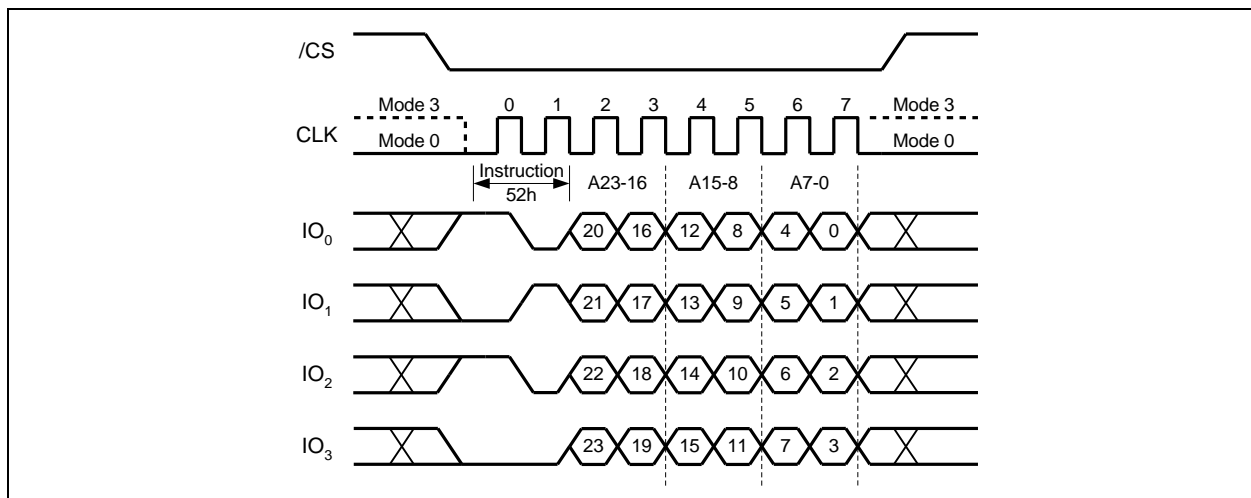 /CS
Mode 3 0 1 2 3 4 5 6 7 Mode 3
CLK
Mode 0 Mode 0
Instruction A23-16 A15-8 A7-0
52h
IO0 20 16 12 8 4 0
IO1 21 17 13 9 5 1
IO2 22 18 14 10 6 2
IO3 23 19 15 11 7 3